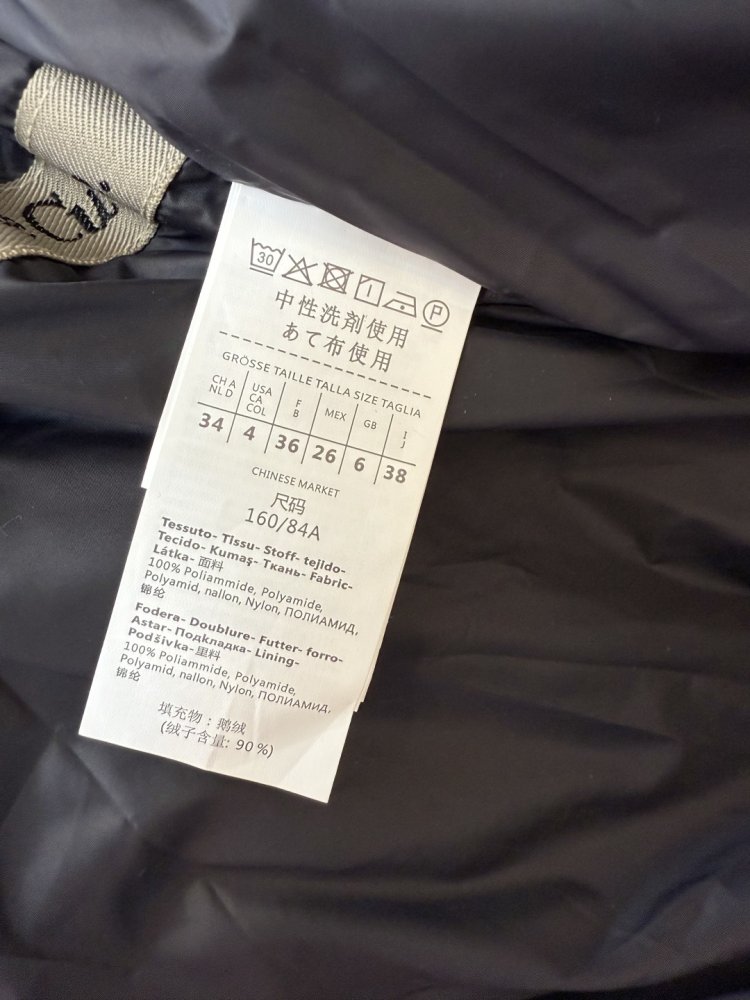 30 P
中性洗剤使用
あて布使用
GRÖSSE TAILLE TALLA SIZE TAGLIA
CH A NL D USA CA COL F B MEX GB I J
34 4 36 26 6 38
CHINESE MARKET
尺码
160/84A
Tessuto- Tissu- Stoff- tejido-
Tecido- Kumaş- Ткань- Fabric-
Látka- 面料
100% Poliammide, Polyamide,
Polyamid, nailon, Nylon, ПОЛИАМИД,
锦纶
Fodera- Doublure- Futter- forro-
Astar- Подкладка- Lining-
Podšívka- 里料
100% Poliammide, Polyamide,
Polyamid, nailon, Nylon, ПОЛИАМИД,
锦纶
填充物：鹅绒
(绒子含量: 90%)